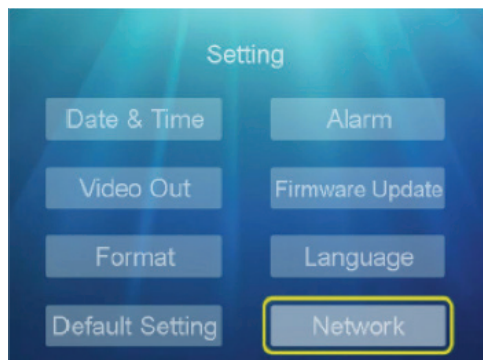 Setting
Date & Time
Alarm
Video Out
Firmware Update
Format
Language
Default Setting
Network